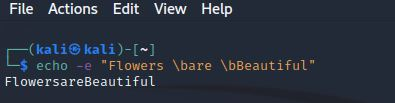 File Actions Edit View Help
┌──(kali㉿kali)-[~]
└─$ echo -e "Flowers \bare \bBeautiful"
FlowersareBeautiful